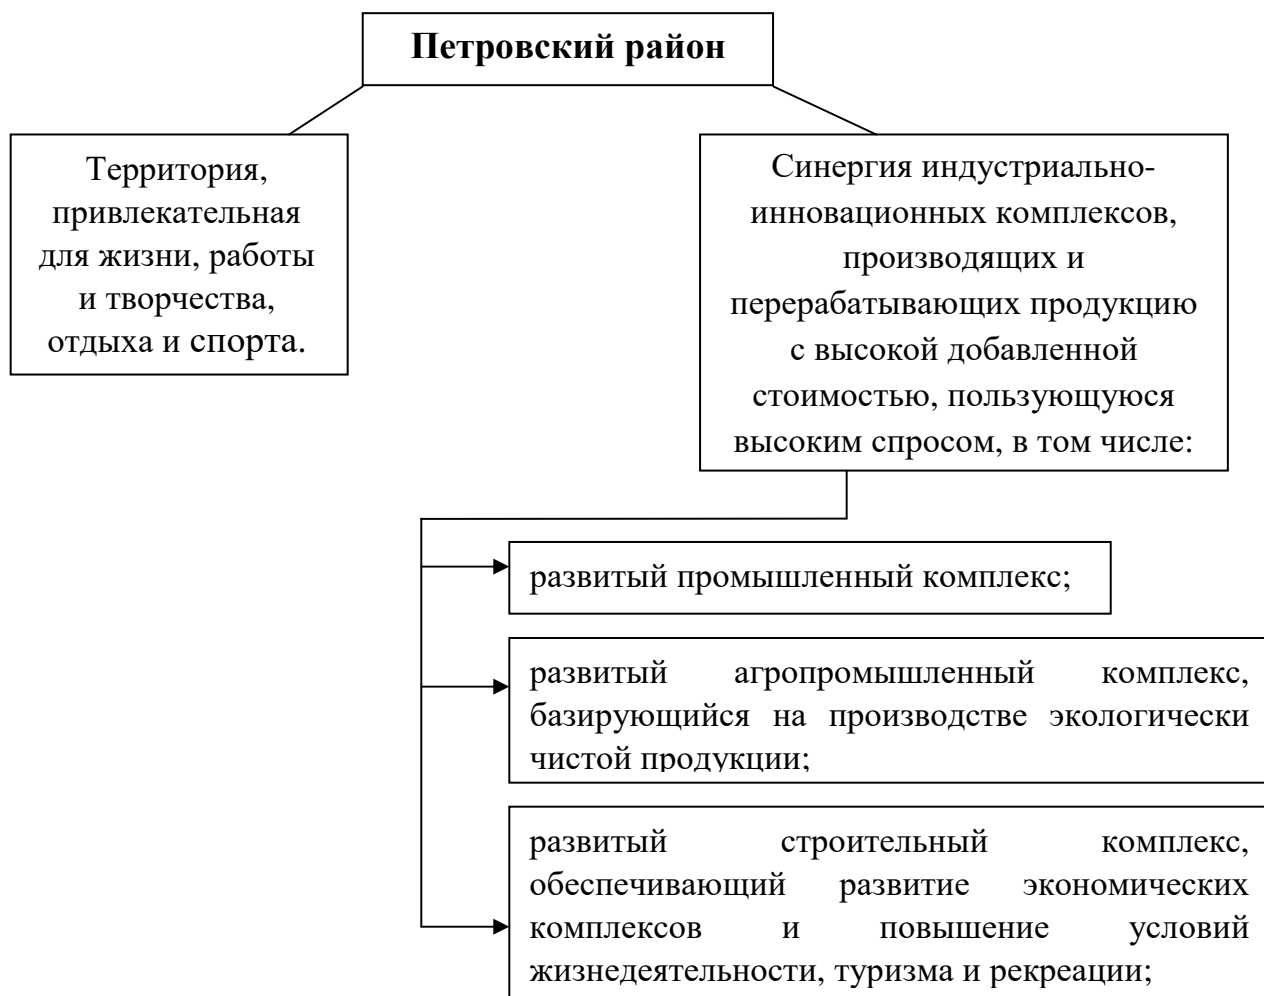 Петровский район
Территория,
привлекательная
для жизни, работы
и творчества,
отдыха и спорта.
Синергия индустриально-
инновационных комплексов,
производящих и
перерабатывающих продукцию
с высокой добавленной
стоимостью, пользующуюся
высоким спросом, в том числе:
развитый промышленный комплекс;
развитый агропромышленный комплекс,
базирующийся на производстве экологически
чистой продукции;
развитый строительный комплекс,
обеспечивающий развитие экономических
комплексов и повышение условий
жизнедеятельности, туризма и рекреации;